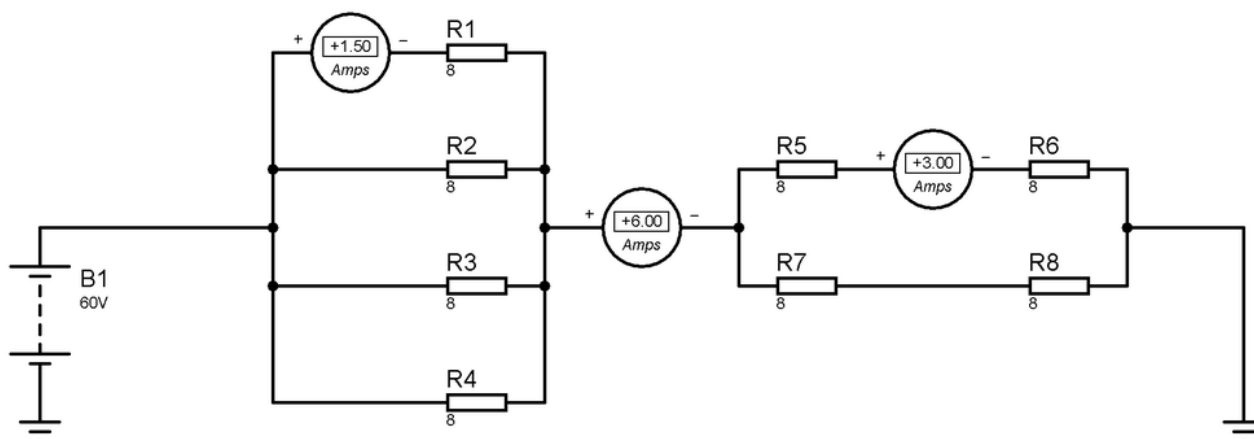 + +1.50 − R1
Amps 8
R2
8
R3
8
R4
8
+ +6.00 −
Amps
R5 + +3.00 − R6
8 Amps 8
R7 R8
8 8
B1
60V